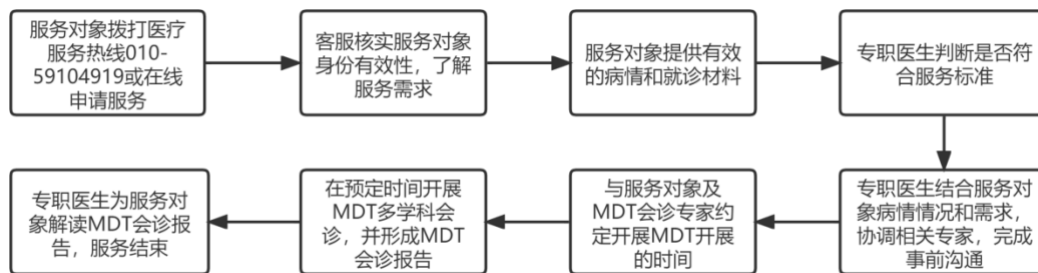 服务对象拨打医疗
服务热线010-
59104919或在线
申请服务
客服核实服务对象
身份有效性，了解
服务需求
服务对象提供有效
的病情和就诊材料
专职医生判断是否符
合服务标准
专职医生结合服务对
象病情情况和需求，
协调相关专家，完成
事前沟通
与服务对象及
MDT会诊专家约
定开展MDT开展
的时间
在预定时间开展
MDT多学科会
诊，并形成MDT
会诊报告
专职医生为服务对
象解读MDT会诊报
告，服务结束